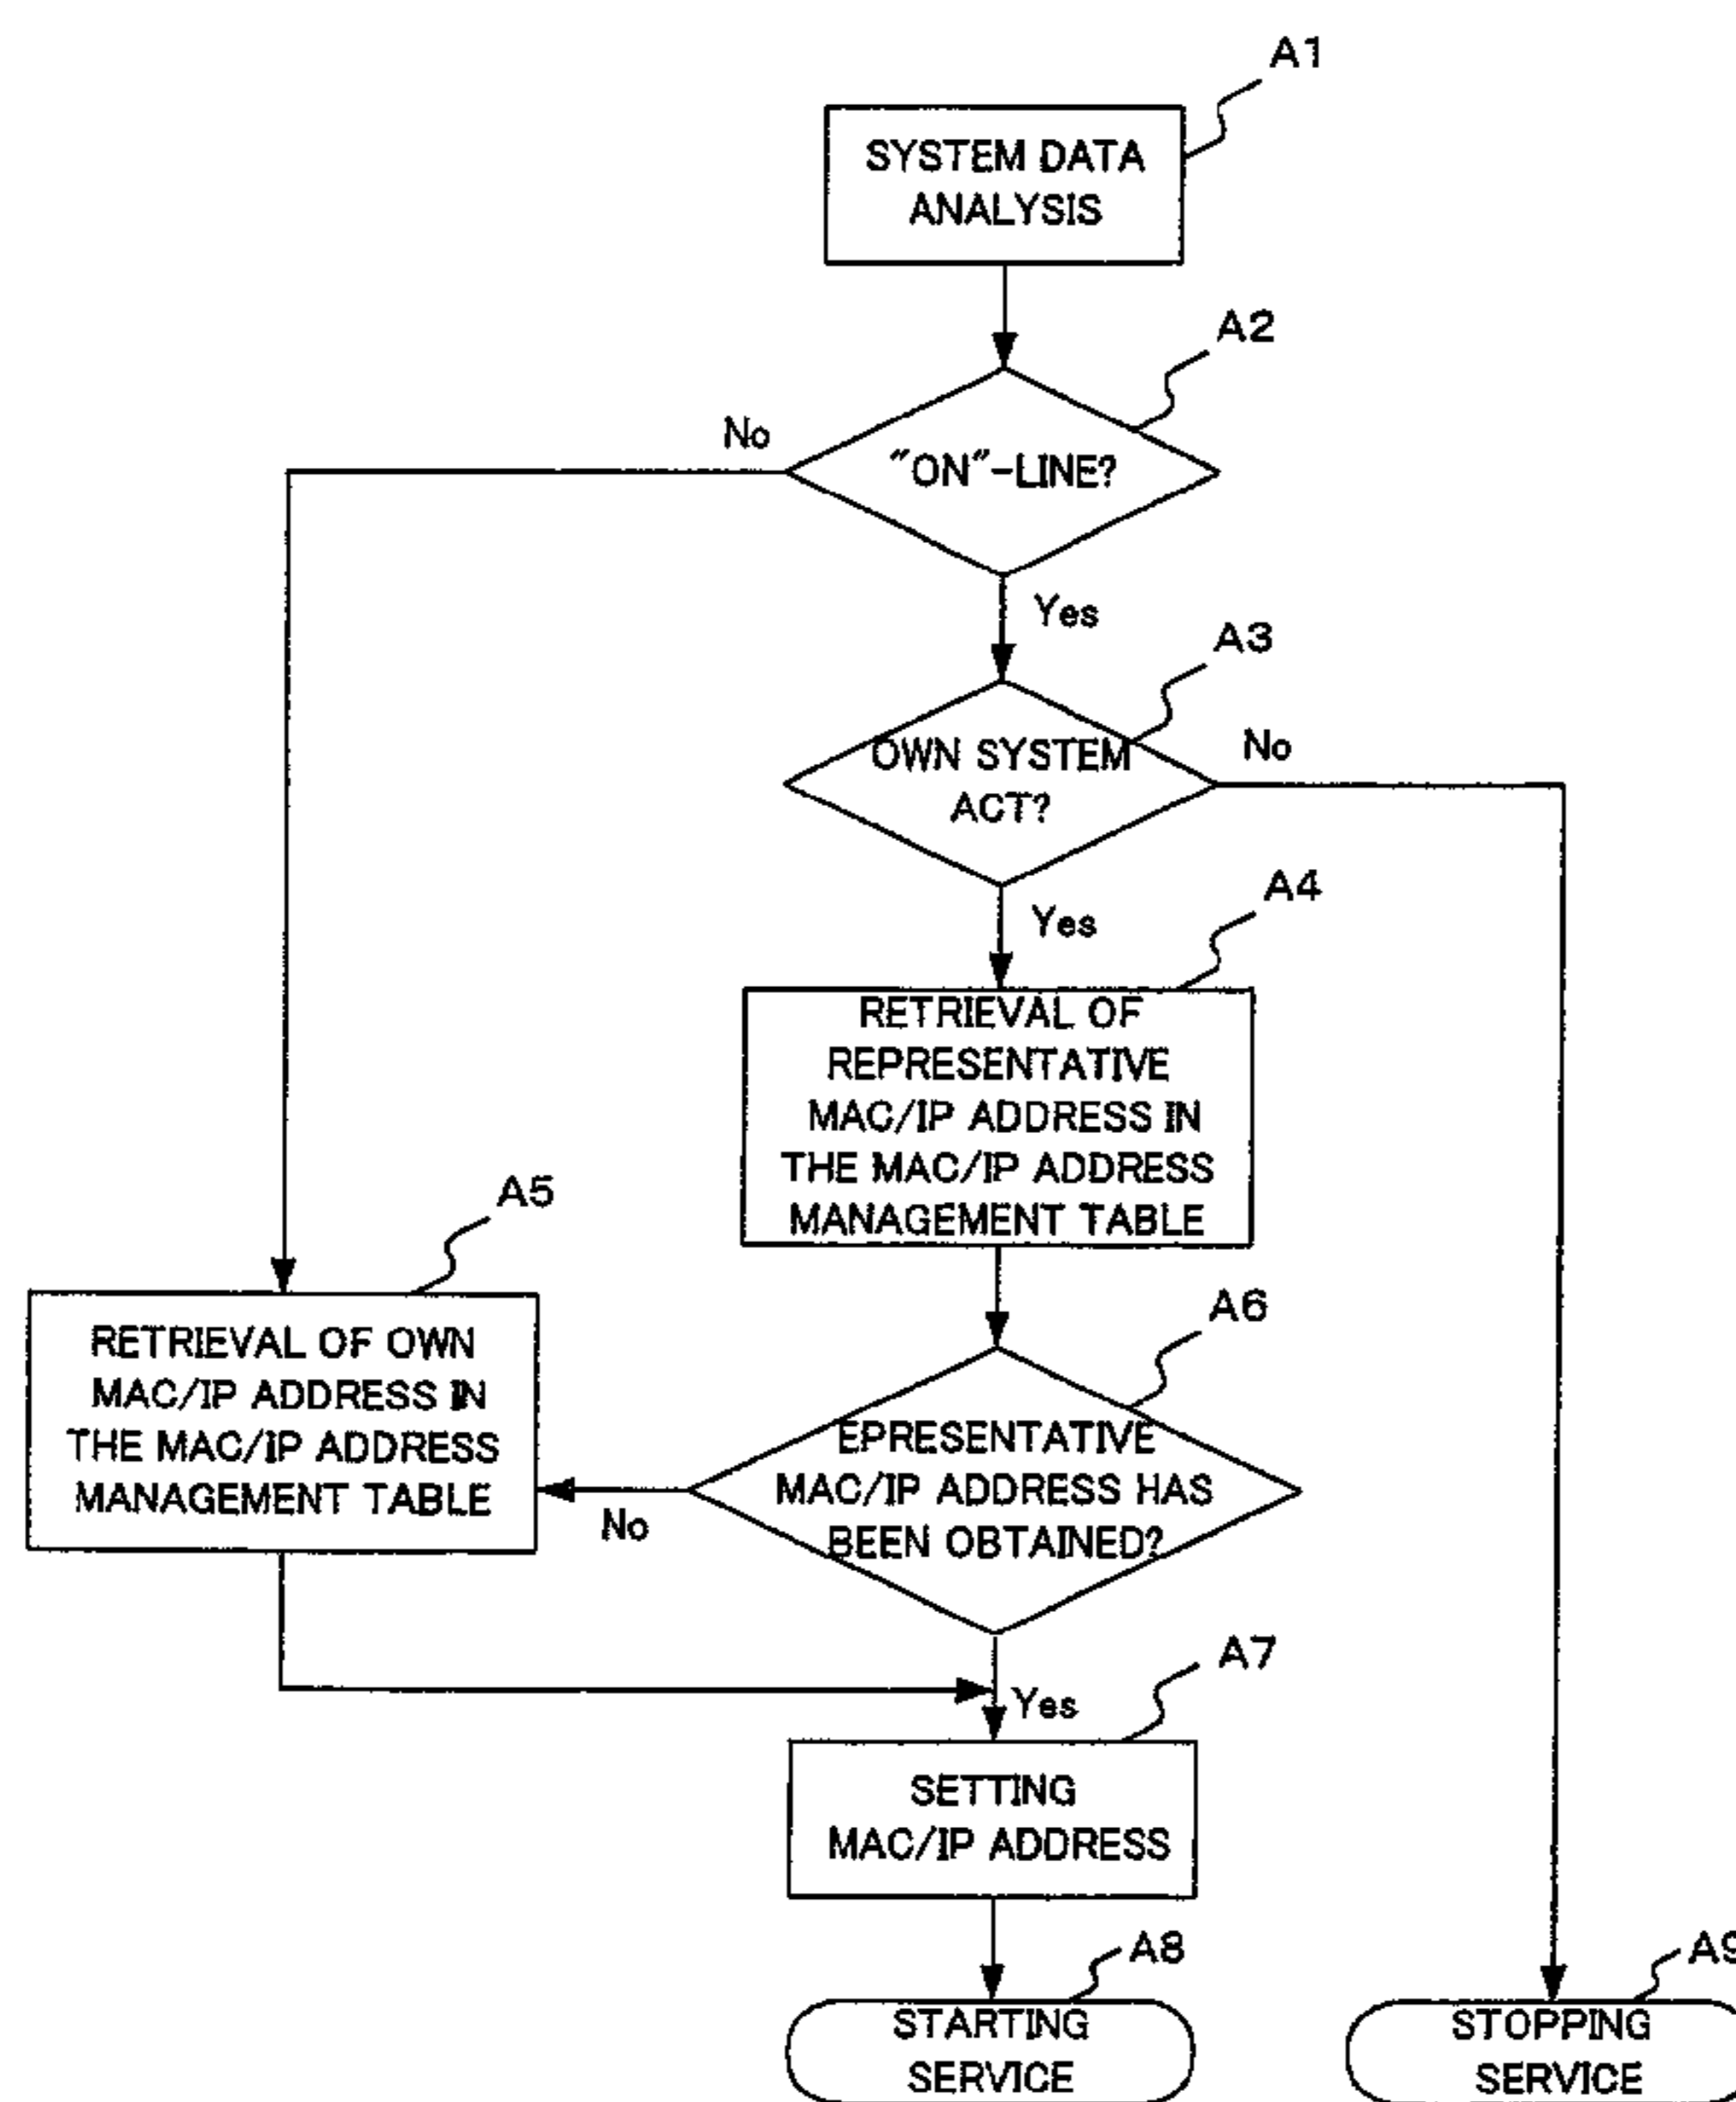 A1
SYSTEM DATA
ANALYSIS
A2
"ON"-LINE?
No
Yes
A3
OWN SYSTEM
ACT?
No
Yes
A4
RETRIEVAL OF
REPRESENTATIVE
MAC/IP ADDRESS IN
THE MAC/IP ADDRESS
MANAGEMENT TABLE
A5
RETRIEVAL OF OWN
MAC/IP ADDRESS IN
THE MAC/IP ADDRESS
MANAGEMENT TABLE
A6
EPRESENTATIVE
MAC/IP ADDRESS HAS
BEEN OBTAINED?
No
Yes
A7
SETTING
MAC/IP ADDRESS
A8
STARTING
SERVICE
A9
STOPPING
SERVICE